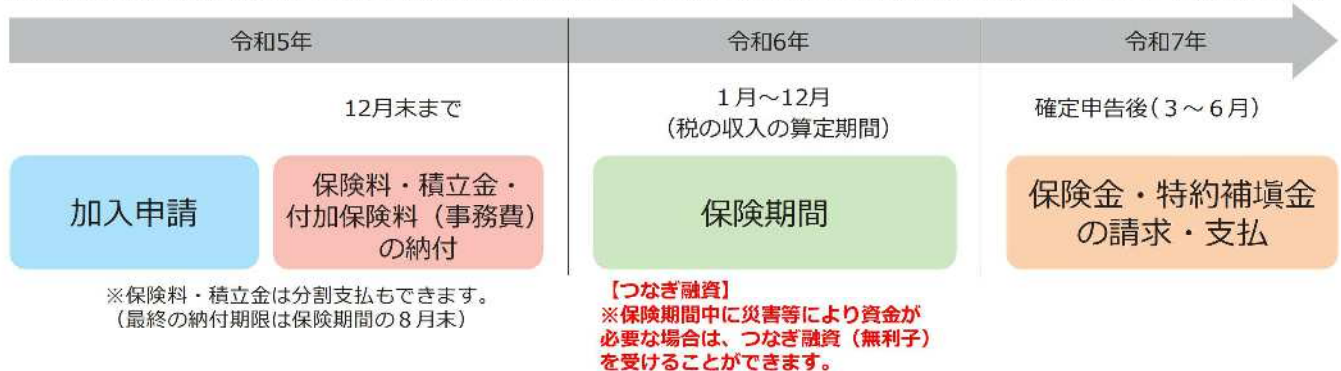 令和5年
令和6年
令和7年
12月末まで
1月～12月
（税の収入の算定期間）
確定申告後（3～6月）
加入申請
保険料・積立金・
付加保険料（事務費）
の納付
保険期間
保険金・特約補填金
の請求・支払
※保険料・積立金は分割支払もできます。
（最終の納付期限は保険期間の8月末）
【つなぎ融資】
※保険期間中に災害等により資金が
必要な場合は、つなぎ融資（無利子）
を受けることができます。